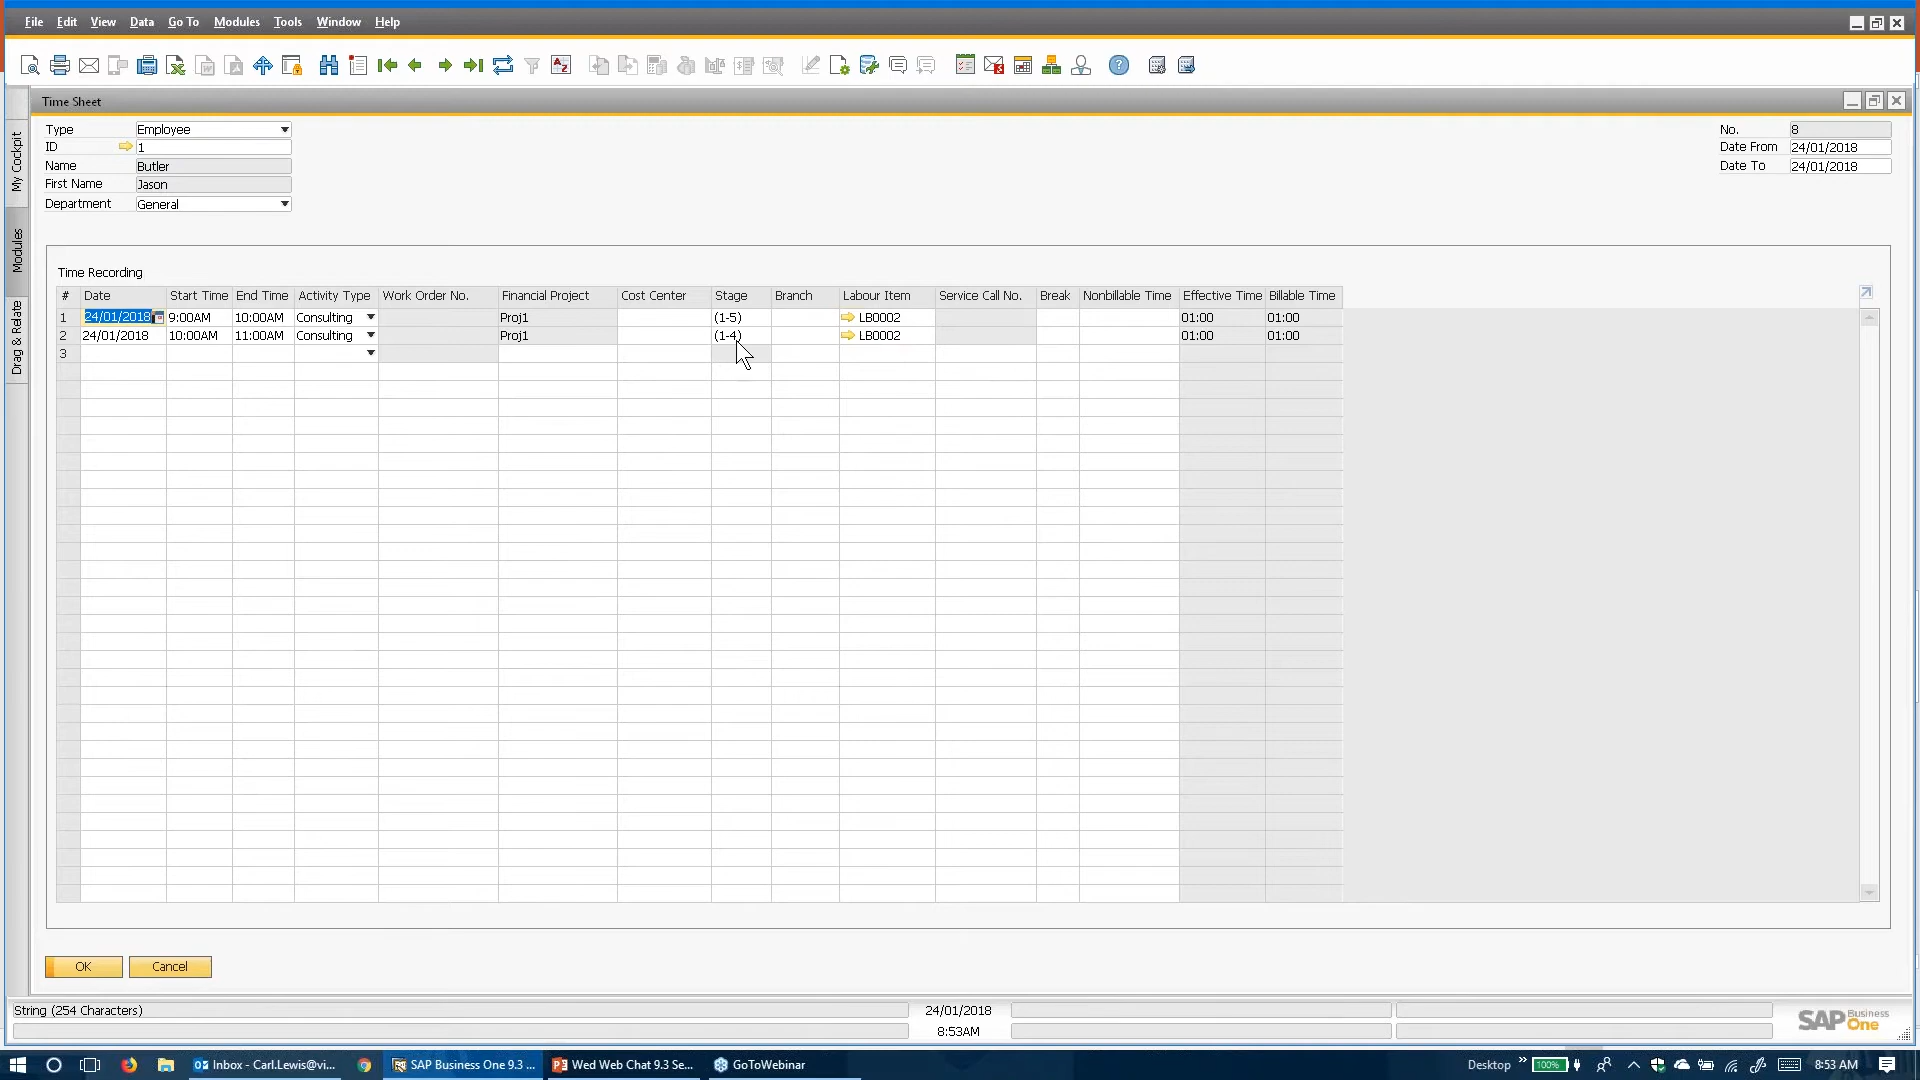 File Edit View Data Go To Modules Tools Window Help
Time Sheet
My Cockpit
Modules
Drag & Relate
Type Employee
ID 1
Name Butler
First Name Jason
Department General
No. 8
Date From 24/01/2018
Date To 24/01/2018
Time Recording
# Date Start Time End Time Activity Type Work Order No. Financial Project Cost Center Stage Branch Labour Item Service Call No. Break Nonbillable Time Effective Time Billable Time
1 24/01/2018 9:00AM 10:00AM Consulting Proj1 (1-5) LB0002 01:00 01:00
2 24/01/2018 10:00AM 11:00AM Consulting Proj1 (1-4) LB0002 01:00 01:00
3
OK Cancel
String (254 Characters) 24/01/2018
8:53AM
SAP Business One
Inbox - Carl.Lewis@vi... SAP Business One 9.3 ... Wed Web Chat 9.3 Se... GoToWebinar Desktop 100% 8:53 AM